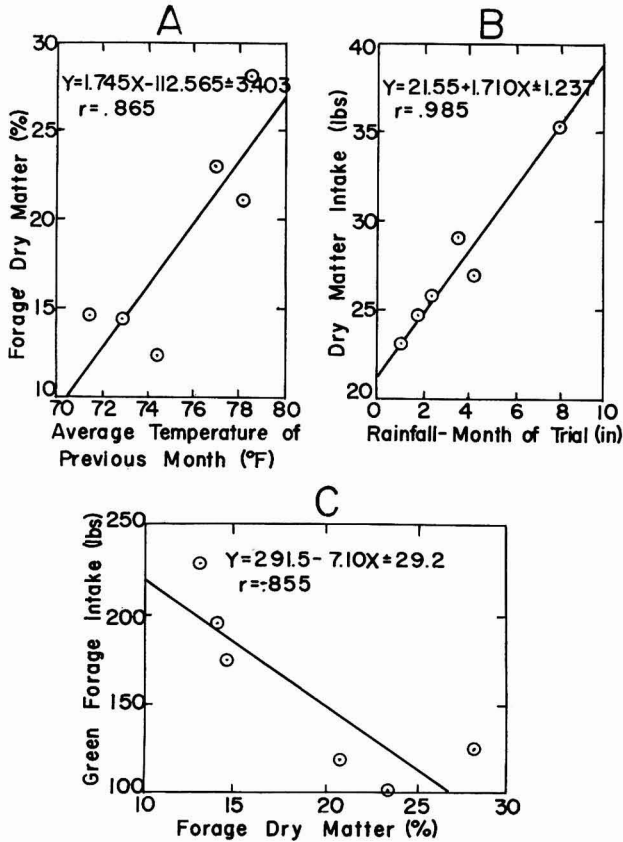 A
30
25
20
15
10
Forage Dry Matter (%)
Y=1.745X-112.565±3.403
r=.865
70 72 74 76 78 80
Average Temperature of
Previous Month (°F)
B
40
35
30
25
20
Dry Matter Intake (lbs)
Y=21.55+1.710X±1.237
r=.985
0 2 4 6 8 10
Rainfall-Month of Trial (in)
C
250
200
150
100
Green Forage Intake (lbs)
Y=291.5-7.10X±29.2
r=-.855
10 15 20 25 30
Forage Dry Matter (%)